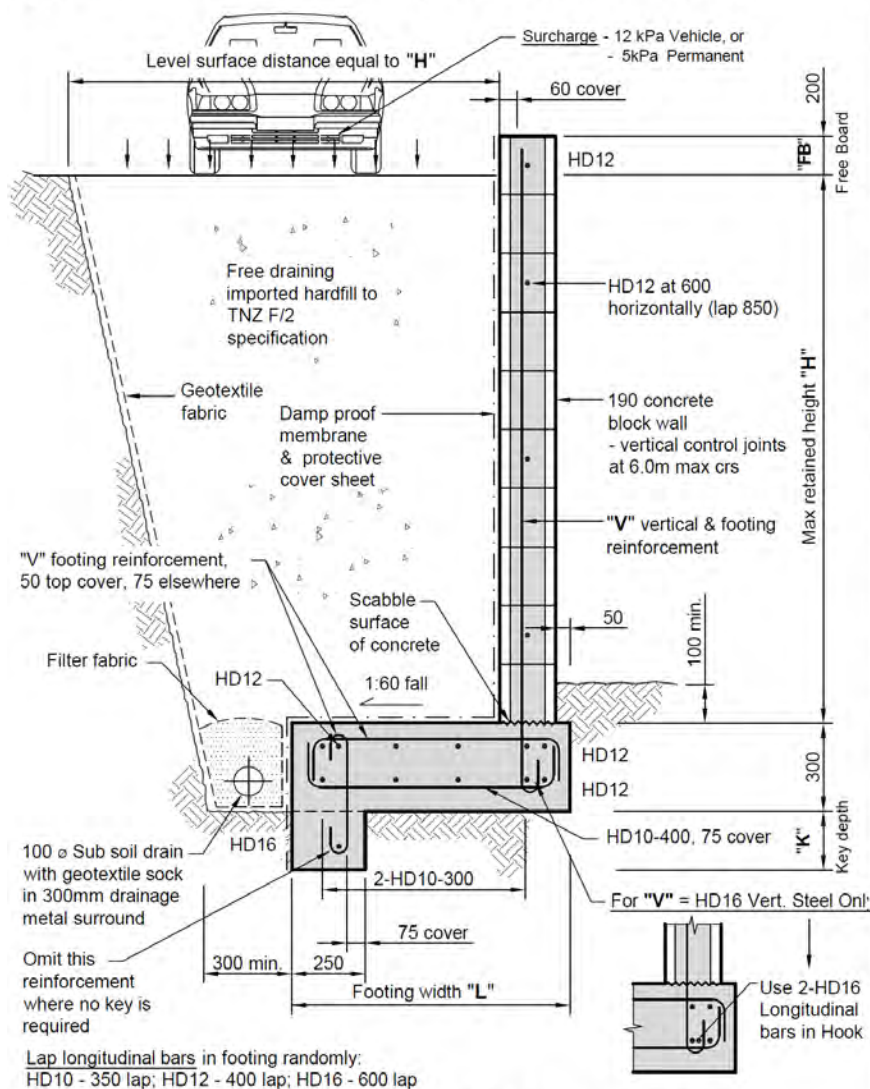 Surcharge - 12 kPa Vehicle, or
- 5kPa Permanent
Level surface distance equal to "H"
60 cover
200
"FB"
Free Board
HD12
Free draining
imported hardfill to
TNZ F/2
specification
HD12 at 600
horizontally (lap 850)
Geotextile
fabric
Damp proof
membrane
& protective
cover sheet
190 concrete
block wall
- vertical control joints
at 6.0m max crs
Max retained height "H"
"V" vertical & footing
reinforcement
"V" footing reinforcement,
50 top cover, 75 elsewhere
Scabble
surface
of concrete
50
100 min.
Filter fabric
HD12
1:60 fall
HD12
HD12
300
HD16
HD10-400, 75 cover
"K"
Key depth
100 ø Sub soil drain
with geotextile sock
in 300mm drainage
metal surround
2-HD10-300
For "V" = HD16 Vert. Steel Only
75 cover
Omit this
reinforcement
where no key is
required
300 min.
250
Footing width "L"
Use 2-HD16
Longitudinal
bars in Hook
Lap longitudinal bars in footing randomly:
HD10 - 350 lap; HD12 - 400 lap; HD16 - 600 lap